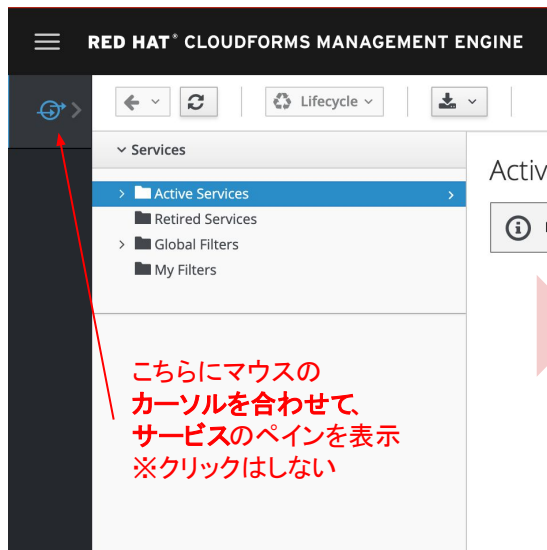 RED HAT® CLOUDFORMS MANAGEMENT ENGINE
Lifecycle
Services
Active Services
Retired Services
Global Filters
My Filters
Activ
こちらにマウスの
カーソルを合わせて、
サービスのペインを表示
※クリックはしない